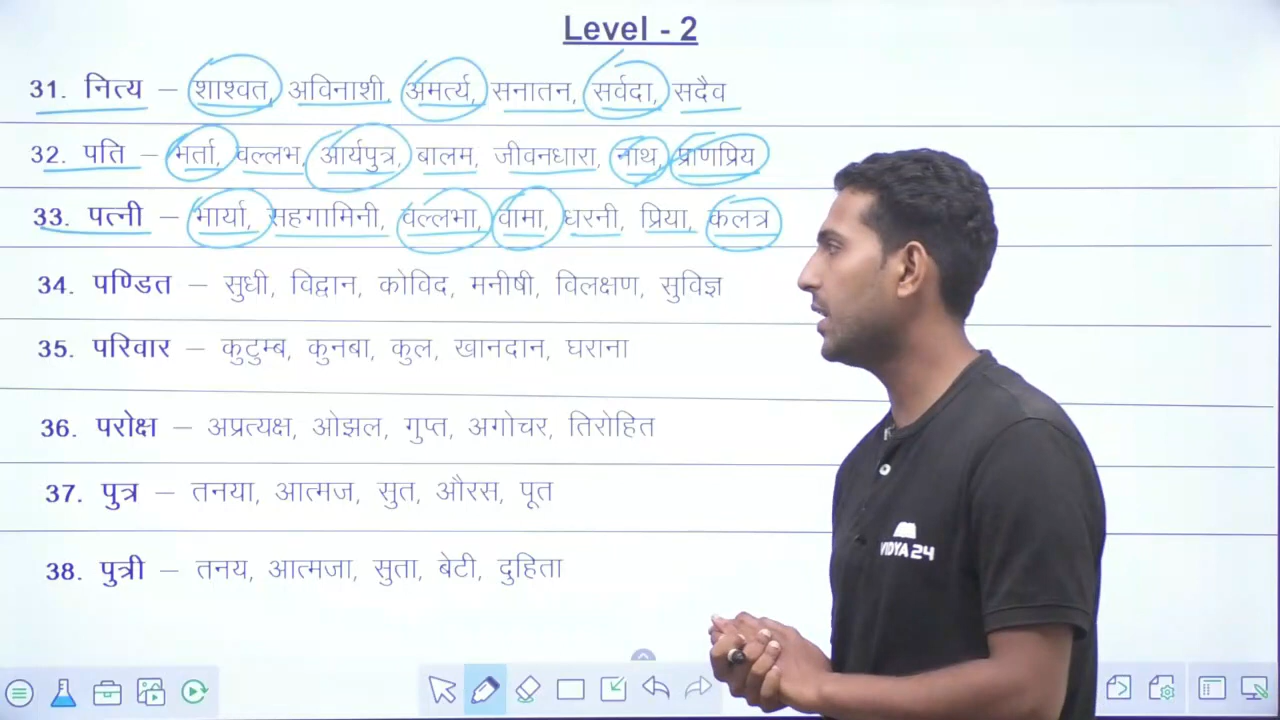 Level - 2
31. नित्य – शाश्वत, अविनाशी, अमर्त्य, सनातन, सर्वदा, सदैव
32. पति – भर्ता, वल्लभ, आर्यपुत्र, बालम, जीवनधारा, नाथ, प्राणप्रिय
33. पत्नी – भार्या, सहगामिनी, वल्लभा, वामा, धरनी, प्रिया, कलत्र
34. पण्डित – सुधी, विद्वान, कोविद, मनीषी, विलक्षण, सुविज्ञ
35. परिवार – कुटुम्ब, कुनबा, कुल, खानदान, घराना
36. परोक्ष – अप्रत्यक्ष, ओझल, गुप्त, अगोचर, तिरोहित
37. पुत्र – तनया, आत्मज, सुत, औरस, पूत
38. पुत्री – तनय, आत्मजा, सुता, बेटी, दुहिता
VIDYA 24